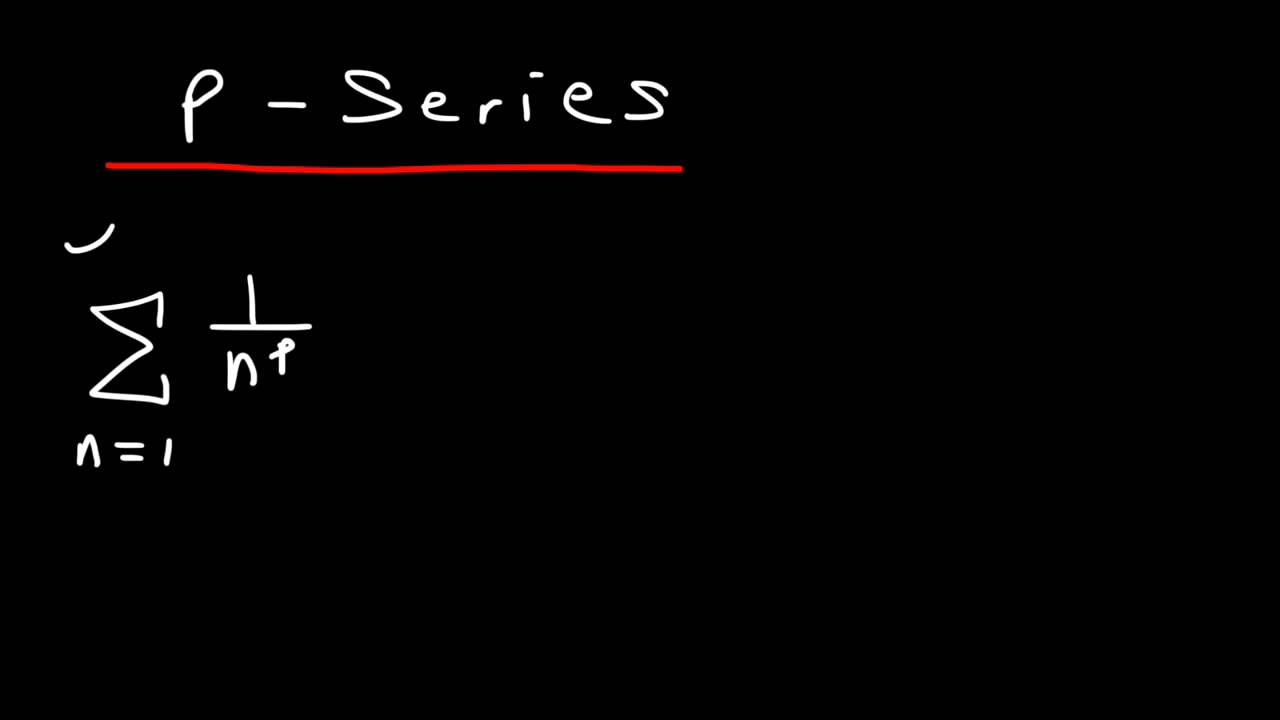 P - Series
∑ 1/n^p
n = 1